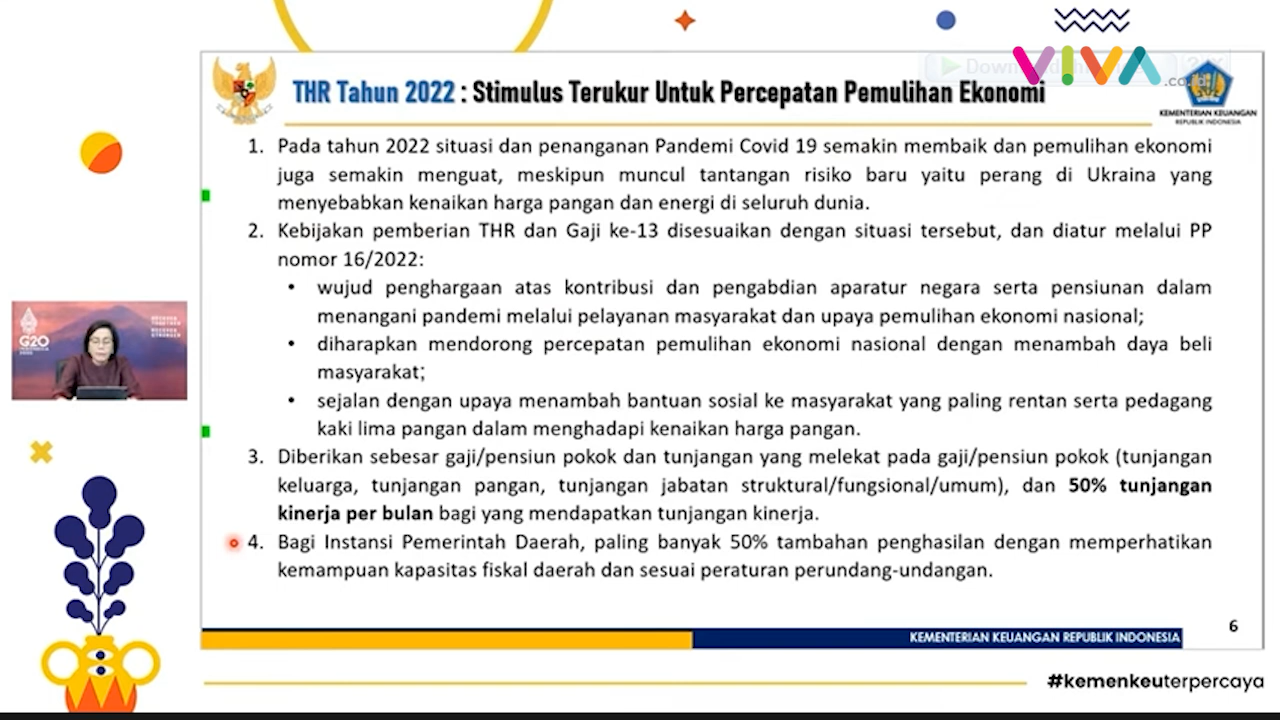 VIVA
.co
THR Tahun 2022 : Stimulus Terukur Untuk Percepatan Pemulihan Ekonomi
KEMENTERIAN KEUANGAN
REPUBLIK INDONESIA
1. Pada tahun 2022 situasi dan penanganan Pandemi Covid 19 semakin membaik dan pemulihan ekonomi
juga semakin menguat, meskipun muncul tantangan risiko baru yaitu perang di Ukraina yang
menyebabkan kenaikan harga pangan dan energi di seluruh dunia.
2. Kebijakan pemberian THR dan Gaji ke-13 disesuaikan dengan situasi tersebut, dan diatur melalui PP
nomor 16/2022:
• wujud penghargaan atas kontribusi dan pengabdian aparatur negara serta pensiunan dalam
menangani pandemi melalui pelayanan masyarakat dan upaya pemulihan ekonomi nasional;
• diharapkan mendorong percepatan pemulihan ekonomi nasional dengan menambah daya beli
masyarakat;
• sejalan dengan upaya menambah bantuan sosial ke masyarakat yang paling rentan serta pedagang
kaki lima pangan dalam menghadapi kenaikan harga pangan.
3. Diberikan sebesar gaji/pensiun pokok dan tunjangan yang melekat pada gaji/pensiun pokok (tunjangan
keluarga, tunjangan pangan, tunjangan jabatan struktural/fungsional/umum), dan 50% tunjangan
kinerja per bulan bagi yang mendapatkan tunjangan kinerja.
4. Bagi Instansi Pemerintah Daerah, paling banyak 50% tambahan penghasilan dengan memperhatikan
kemampuan kapasitas fiskal daerah dan sesuai peraturan perundang-undangan.
G20
RECOVER
TOGETHER
RECOVER
STRONGER
6
KEMENTERIAN KEUANGAN REPUBLIK INDONESIA
#kemenkeuterpercaya